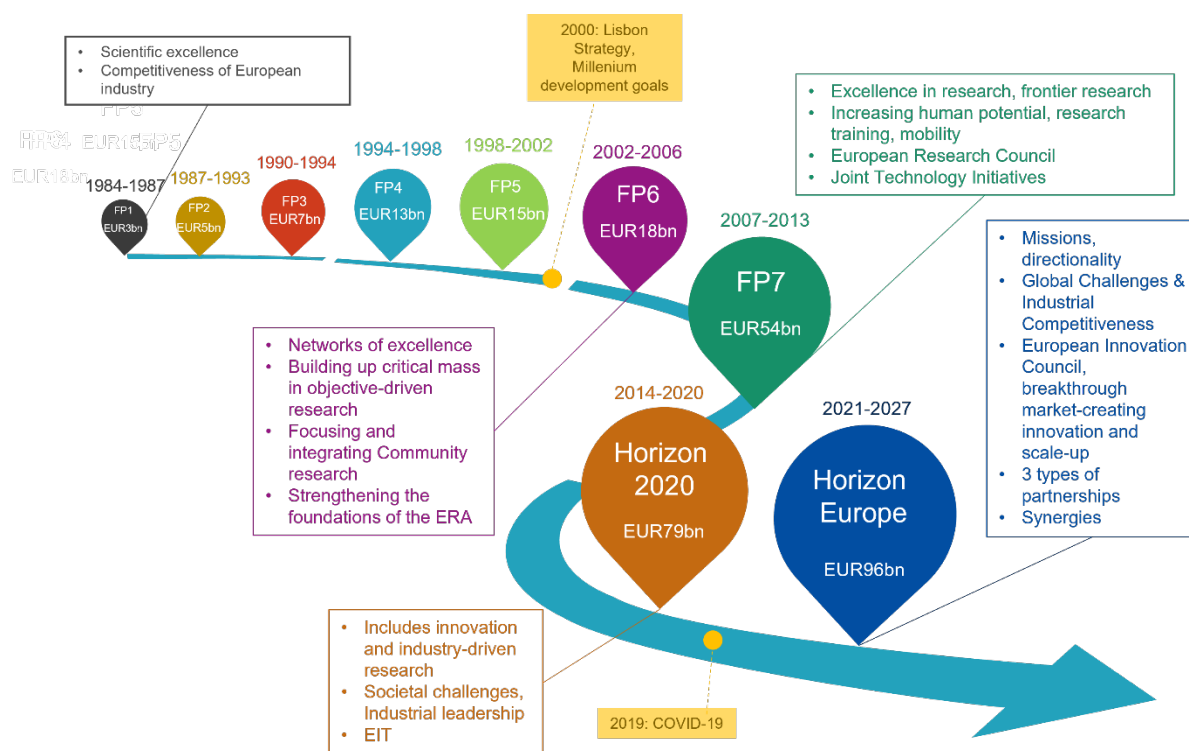 • Scientific excellence
• Competitiveness of European
industry
2000: Lisbon
Strategy,
Millenium
development goals
• Excellence in research, frontier research
• Increasing human potential, research
training, mobility
• European Research Council
• Joint Technology Initiatives
EUR18bn
1984-1987
FP1
EUR3bn
1987-1993
FP2
EUR5bn
1990-1994
FP3
EUR7bn
1994-1998
FP4
EUR13bn
1998-2002
FP5
EUR15bn
2002-2006
FP6
EUR18bn
2007-2013
FP7
EUR54bn
• Missions,
directionality
• Global Challenges &
Industrial
Competitiveness
• European Innovation
Council,
breakthrough
market-creating
innovation and
scale-up
• 3 types of
partnerships
• Synergies
• Networks of excellence
• Building up critical mass
in objective-driven
research
• Focusing and
integrating Community
research
• Strengthening the
foundations of the ERA
2014-2020
Horizon
2020
EUR79bn
2021-2027
Horizon
Europe
EUR96bn
• Includes innovation
and industry-driven
research
• Societal challenges,
Industrial leadership
• EIT
2019: COVID-19